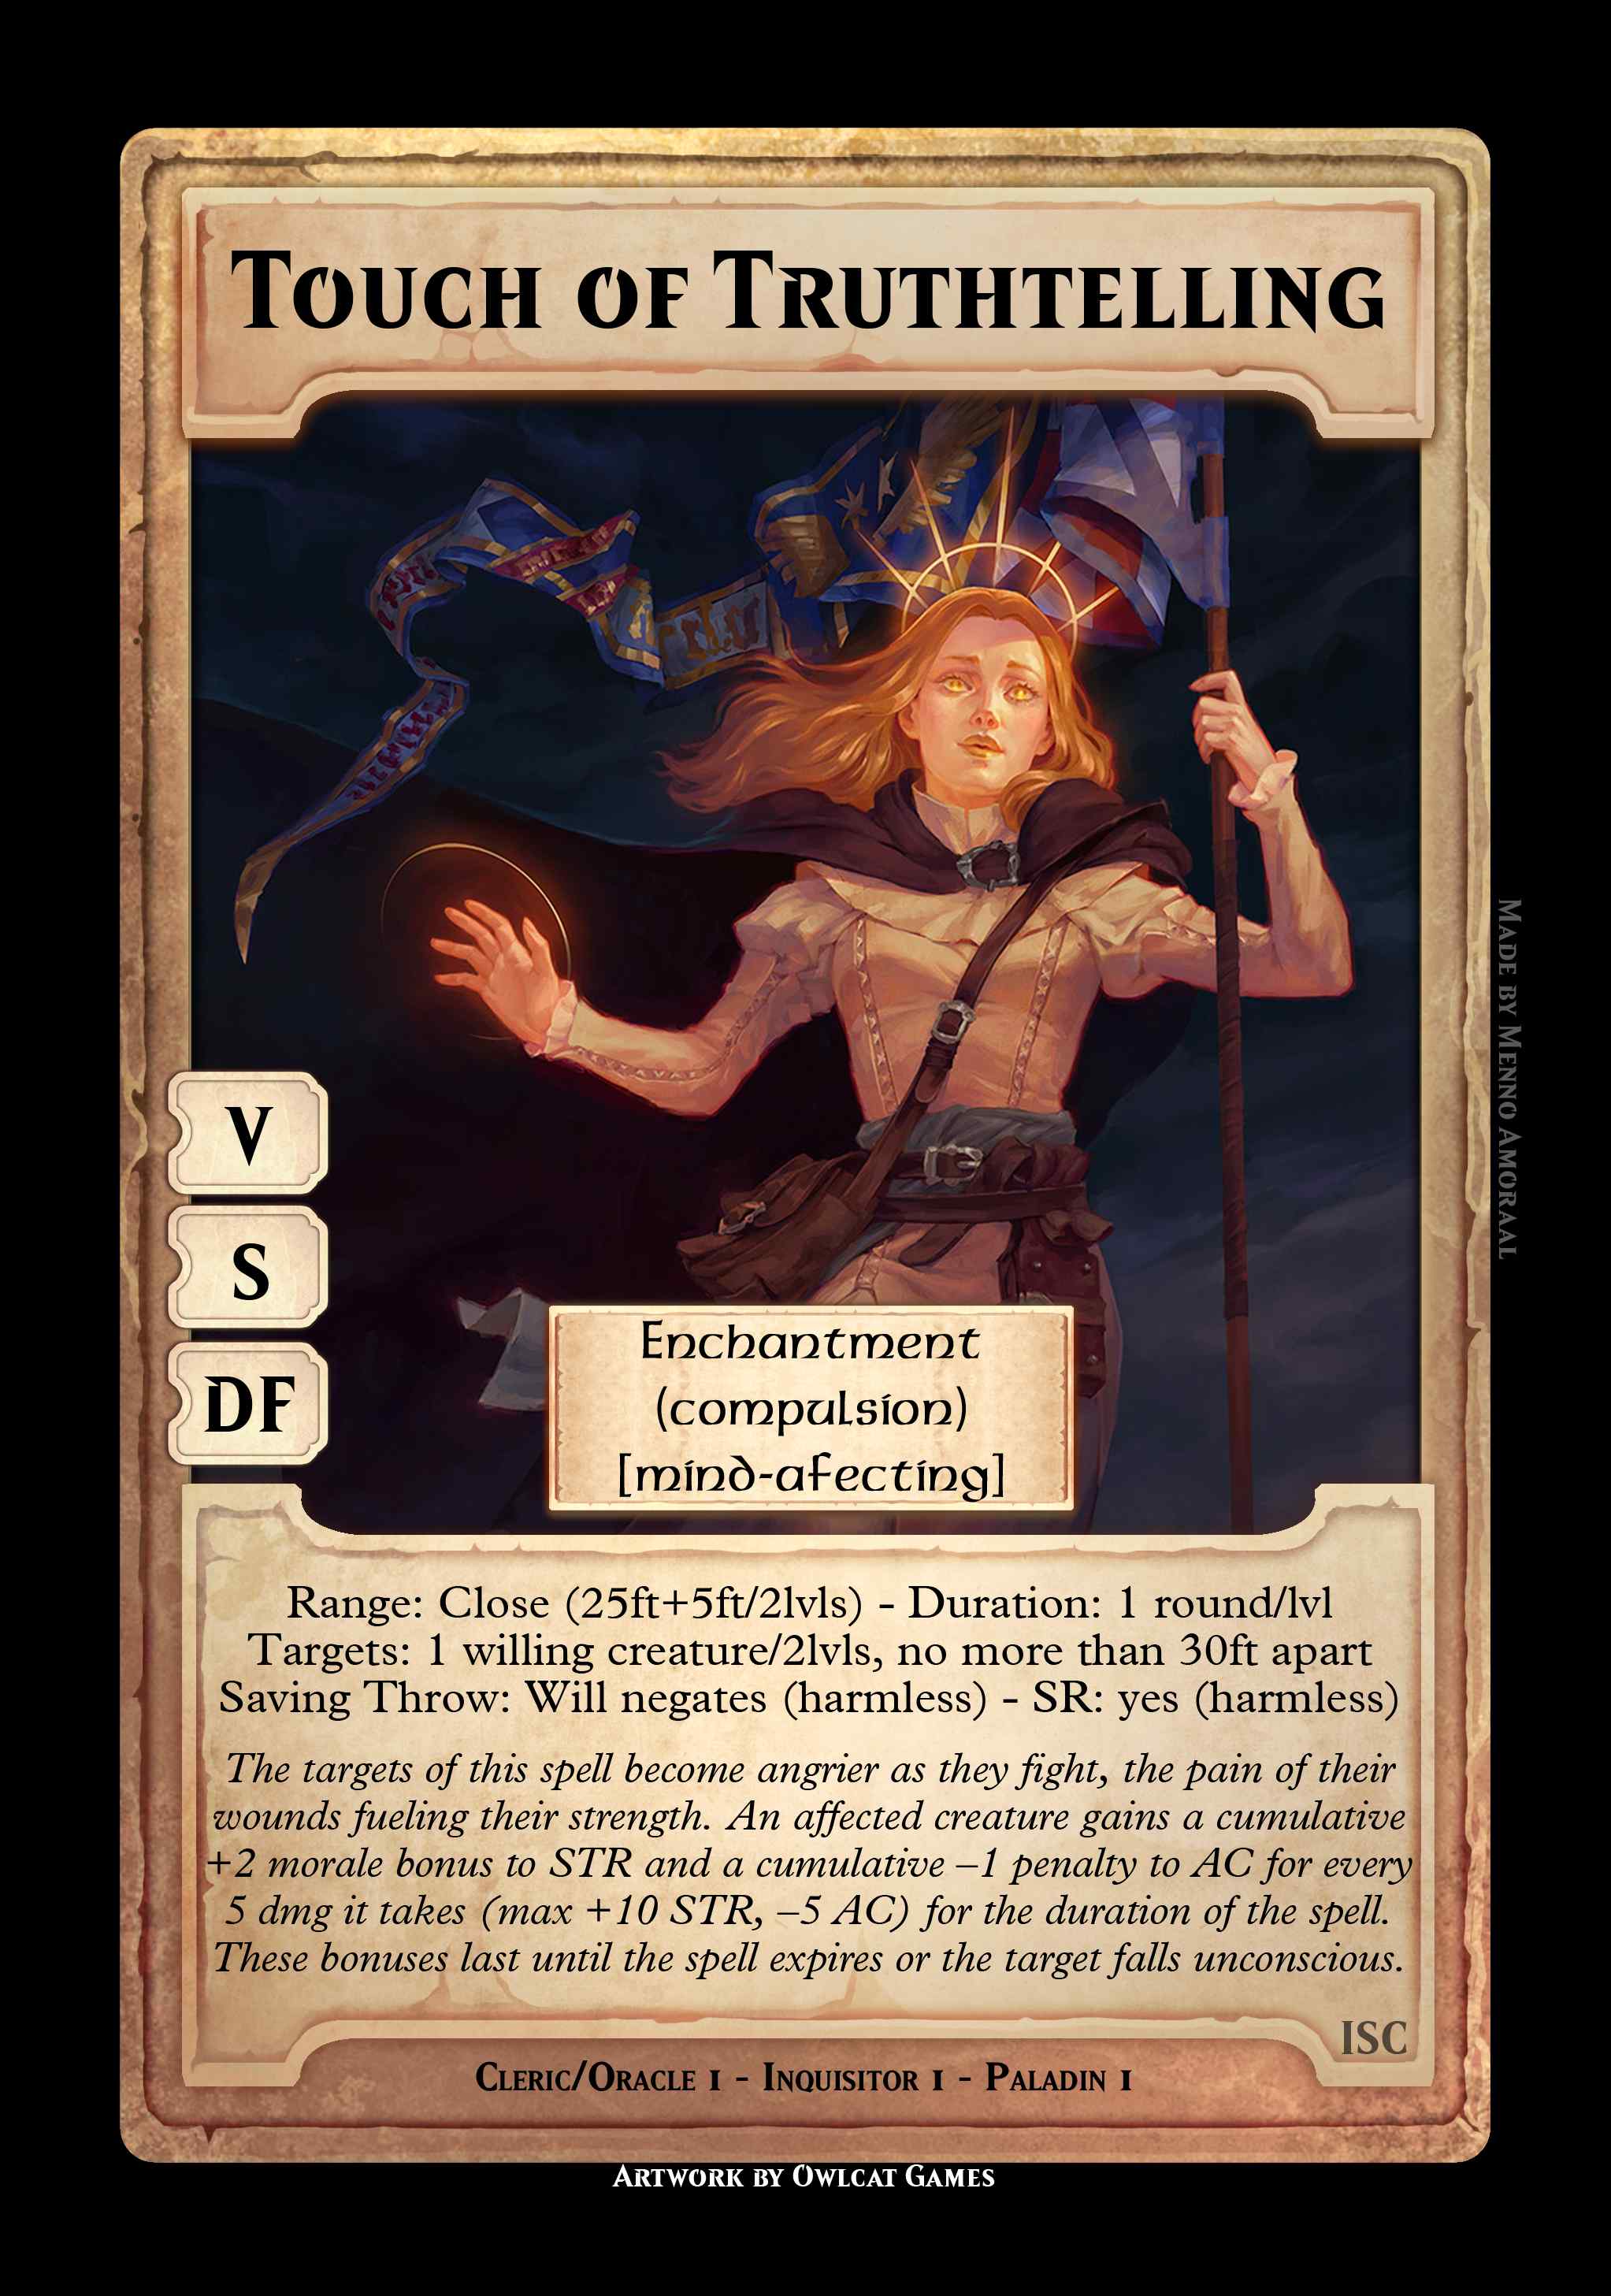 Touch of Truthtelling
V
S
DF
Enchantment
(compulsion)
[mind-afecting]
Range: Close (25ft+5ft/2lvls) - Duration: 1 round/lvl
Targets: 1 willing creature/2lvls, no more than 30ft apart
Saving Throw: Will negates (harmless) - SR: yes (harmless)
The targets of this spell become angrier as they fight, the pain of their
wounds fueling their strength. An affected creature gains a cumulative
+2 morale bonus to STR and a cumulative –1 penalty to AC for every
5 dmg it takes (max +10 STR, –5 AC) for the duration of the spell.
These bonuses last until the spell expires or the target falls unconscious.
ISC
Cleric/Oracle 1 - Inquisitor 1 - Paladin 1
Artwork by Owlcat Games
Made by Menno Amoraal